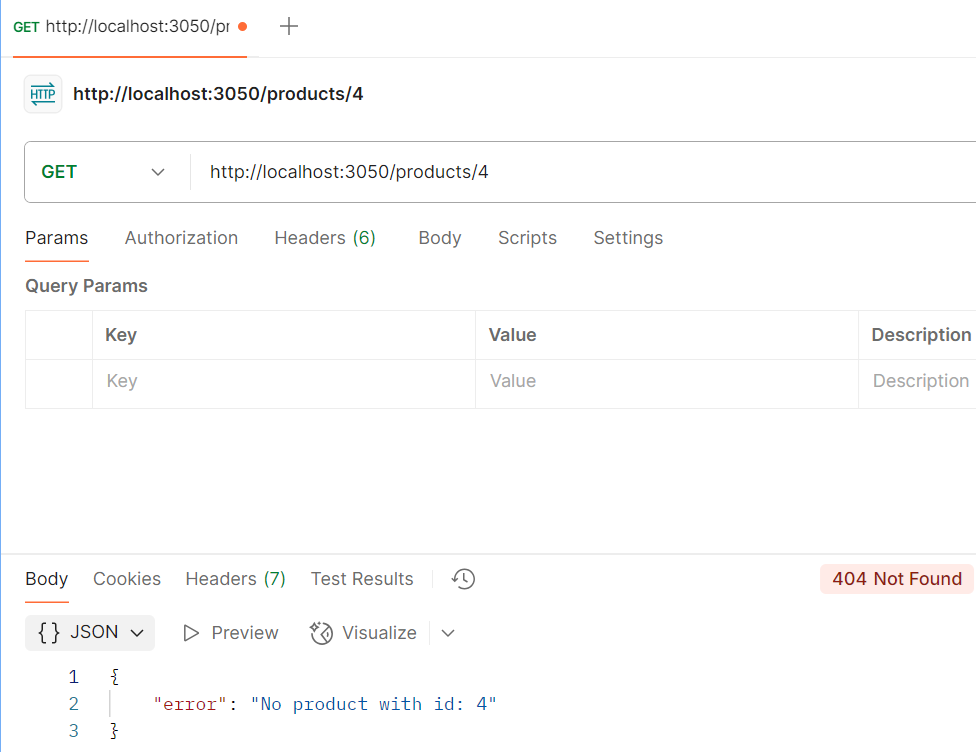 GET http://localhost:3050/pr
HTTP http://localhost:3050/products/4
GET http://localhost:3050/products/4
Params Authorization Headers (6) Body Scripts Settings
Query Params
Key Value Description
Key Value Description
Body Cookies Headers (7) Test Results 404 Not Found
{} JSON Preview Visualize
1 {
2 "error": "No product with id: 4"
3 }